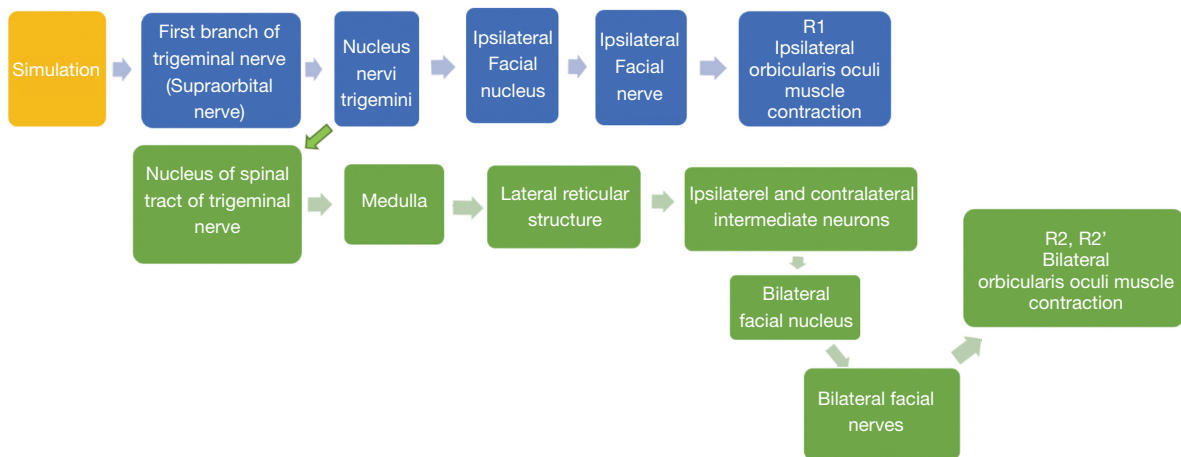 Simulation
First branch of
trigeminal nerve
(Supraorbital
nerve)
Nucleus
nervi
trigemini
Ipsilateral
Facial
nucleus
Ipsilateral
Facial
nerve
R1
Ipsilateral
orbicularis oculi
muscle
contraction
Nucleus of spinal
tract of trigeminal
nerve
Medulla
Lateral reticular
structure
Ipsilaterel and contralateral
intermediate neurons
Bilateral
facial nucleus
Bilateral facial
nerves
R2, R2’
Bilateral
orbicularis oculi muscle
contraction